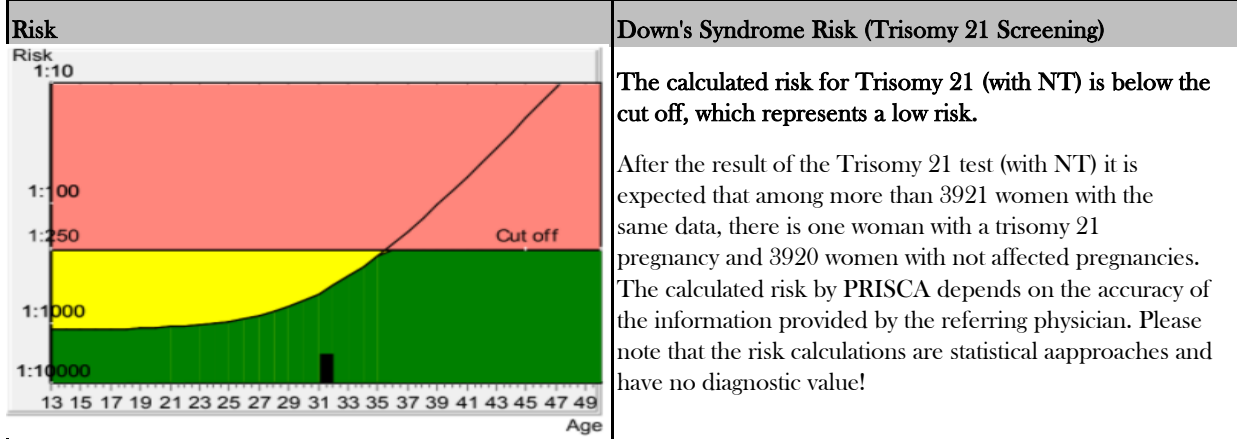 Risk
Risk
1:10
1:100
1:250
Cut off
1:1000
1:10000
13 15 17 19 21 23 25 27 29 31 33 35 37 39 41 43 45 47 49
Age
Down's Syndrome Risk (Trisomy 21 Screening)
The calculated risk for Trisomy 21 (with NT) is below the
cut off, which represents a low risk.
After the result of the Trisomy 21 test (with NT) it is
expected that among more than 3921 women with the
same data, there is one woman with a trisomy 21
pregnancy and 3920 women with not affected pregnancies.
The calculated risk by PRISCA depends on the accuracy of
the information provided by the referring physician. Please
note that the risk calculations are statistical aapproaches and
have no diagnostic value!